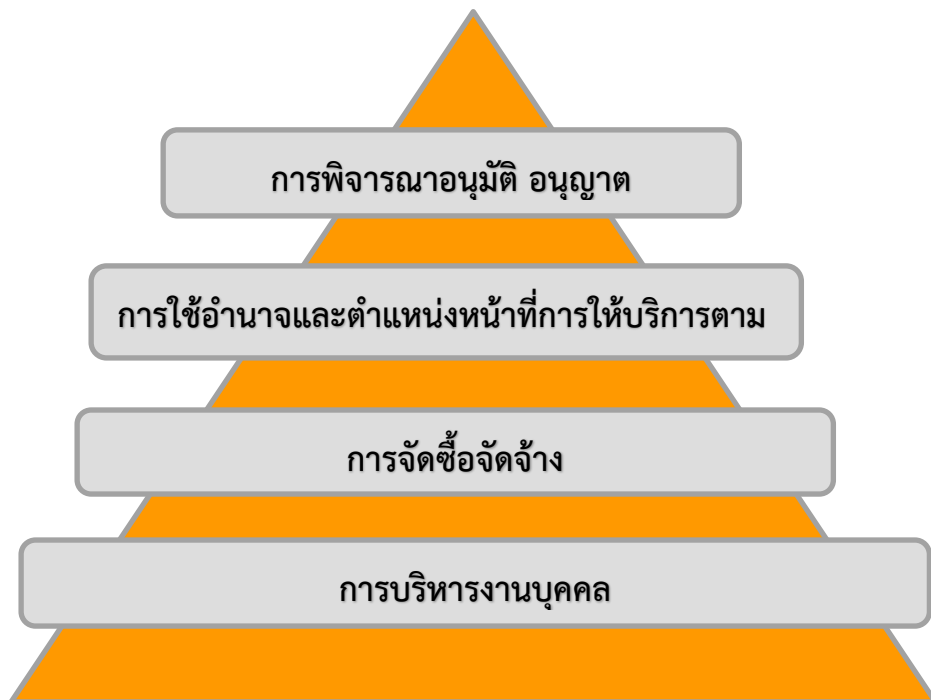 การพิจารณาอนุมัติ อนุญาต
การใช้อำนาจและตำแหน่งหน้าที่การให้บริการตาม
การจัดซื้อจัดจ้าง
การบริหารงานบุคคล